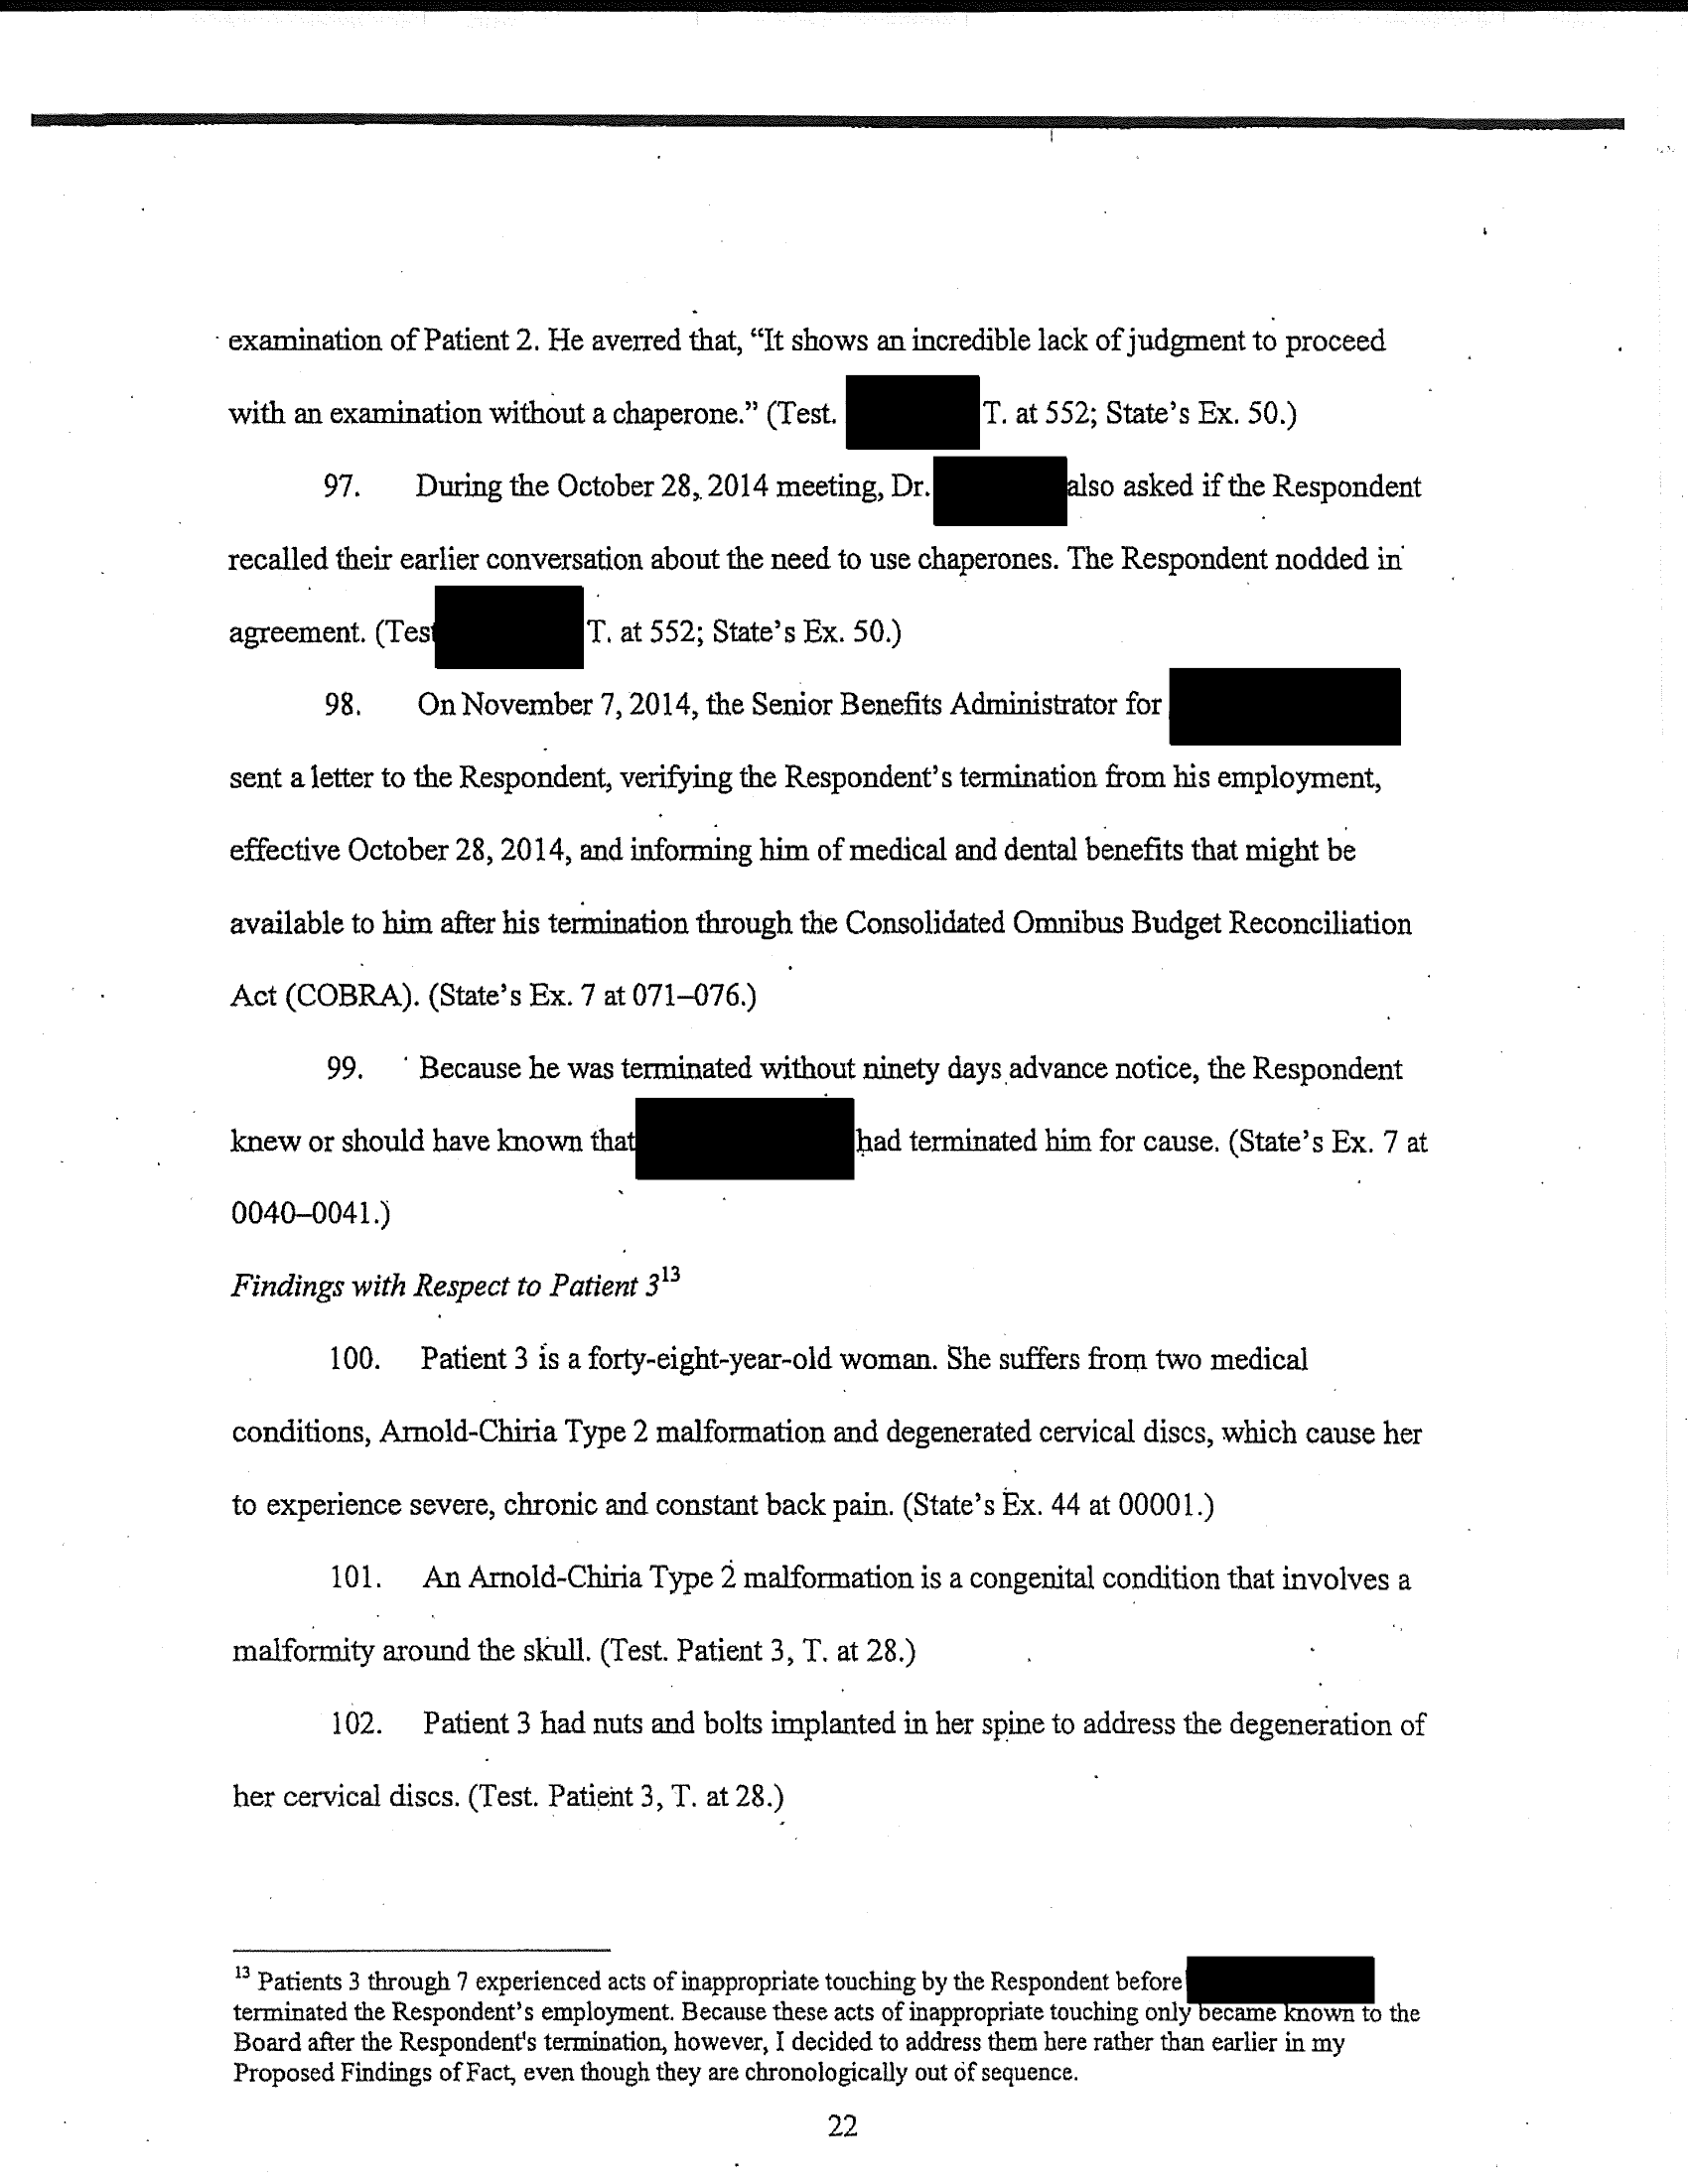 examination of Patient 2. He averred that, “It shows an incredible lack of judgment to proceed
with an examination without a chaperone.” (Test. T. at 552; State’s Ex. 50.)
97. During the October 28, 2014 meeting, Dr. also asked if the Respondent
recalled their earlier conversation about the need to use chaperones. The Respondent nodded in
agreement. (Test T. at 552; State’s Ex. 50.)
98. On November 7, 2014, the Senior Benefits Administrator for
sent a letter to the Respondent, verifying the Respondent’s termination from his employment,
effective October 28, 2014, and informing him of medical and dental benefits that might be
available to him after his termination through the Consolidated Omnibus Budget Reconciliation
Act (COBRA). (State’s Ex. 7 at 071–076.)
99. Because he was terminated without ninety days advance notice, the Respondent
knew or should have known that had terminated him for cause. (State’s Ex. 7 at
0040–0041.)
Findings with Respect to Patient 3¹³
100. Patient 3 is a forty-eight-year-old woman. She suffers from two medical
conditions, Arnold-Chiria Type 2 malformation and degenerated cervical discs, which cause her
to experience severe, chronic and constant back pain. (State’s Ex. 44 at 00001.)
101. An Arnold-Chiria Type 2 malformation is a congenital condition that involves a
malformity around the skull. (Test. Patient 3, T. at 28.)
102. Patient 3 had nuts and bolts implanted in her spine to address the degeneration of
her cervical discs. (Test. Patient 3, T. at 28.)
¹³ Patients 3 through 7 experienced acts of inappropriate touching by the Respondent before
terminated the Respondent’s employment. Because these acts of inappropriate touching only became known to the
Board after the Respondent's termination, however, I decided to address them here rather than earlier in my
Proposed Findings of Fact, even though they are chronologically out of sequence.
22